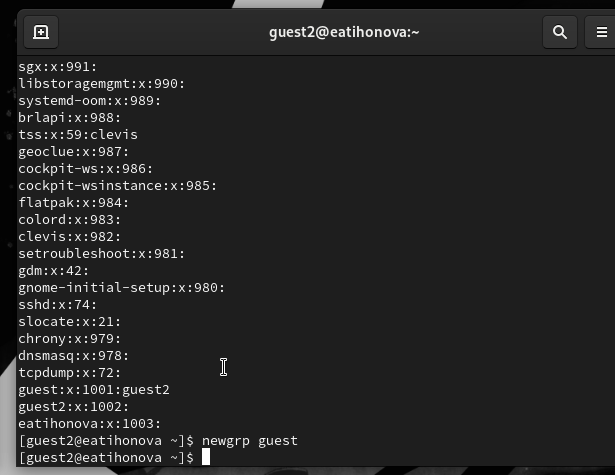 guest2@eatihonova:~
sgx:x:991:
libstoragemgmt:x:990:
systemd-oom:x:989:
brlapi:x:988:
tss:x:59:clevis
geoclue:x:987:
cockpit-ws:x:986:
cockpit-wsinstance:x:985:
flatpak:x:984:
colord:x:983:
clevis:x:982:
setroubleshoot:x:981:
gdm:x:42:
gnome-initial-setup:x:980:
sshd:x:74:
slocate:x:21:
chrony:x:979:
dnsmasq:x:978:
tcpdump:x:72:
guest:x:1001:guest2
guest2:x:1002:
eatihonova:x:1003:
[guest2@eatihonova ~]$ newgrp guest
[guest2@eatihonova ~]$